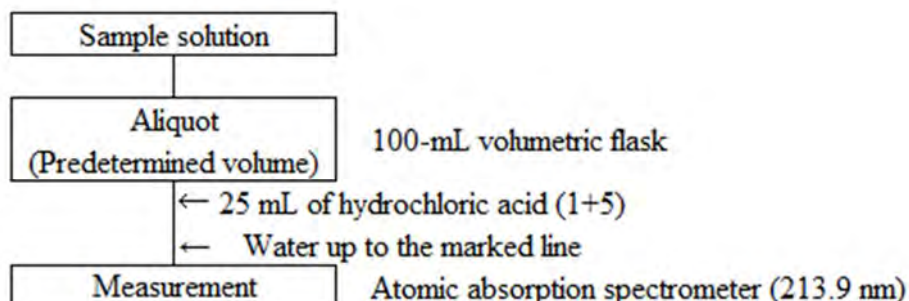 Sample solution
Aliquot
(Predetermined volume)
100-mL volumetric flask
← 25 mL of hydrochloric acid (1+5)
← Water up to the marked line
Measurement
Atomic absorption spectrometer (213.9 nm)